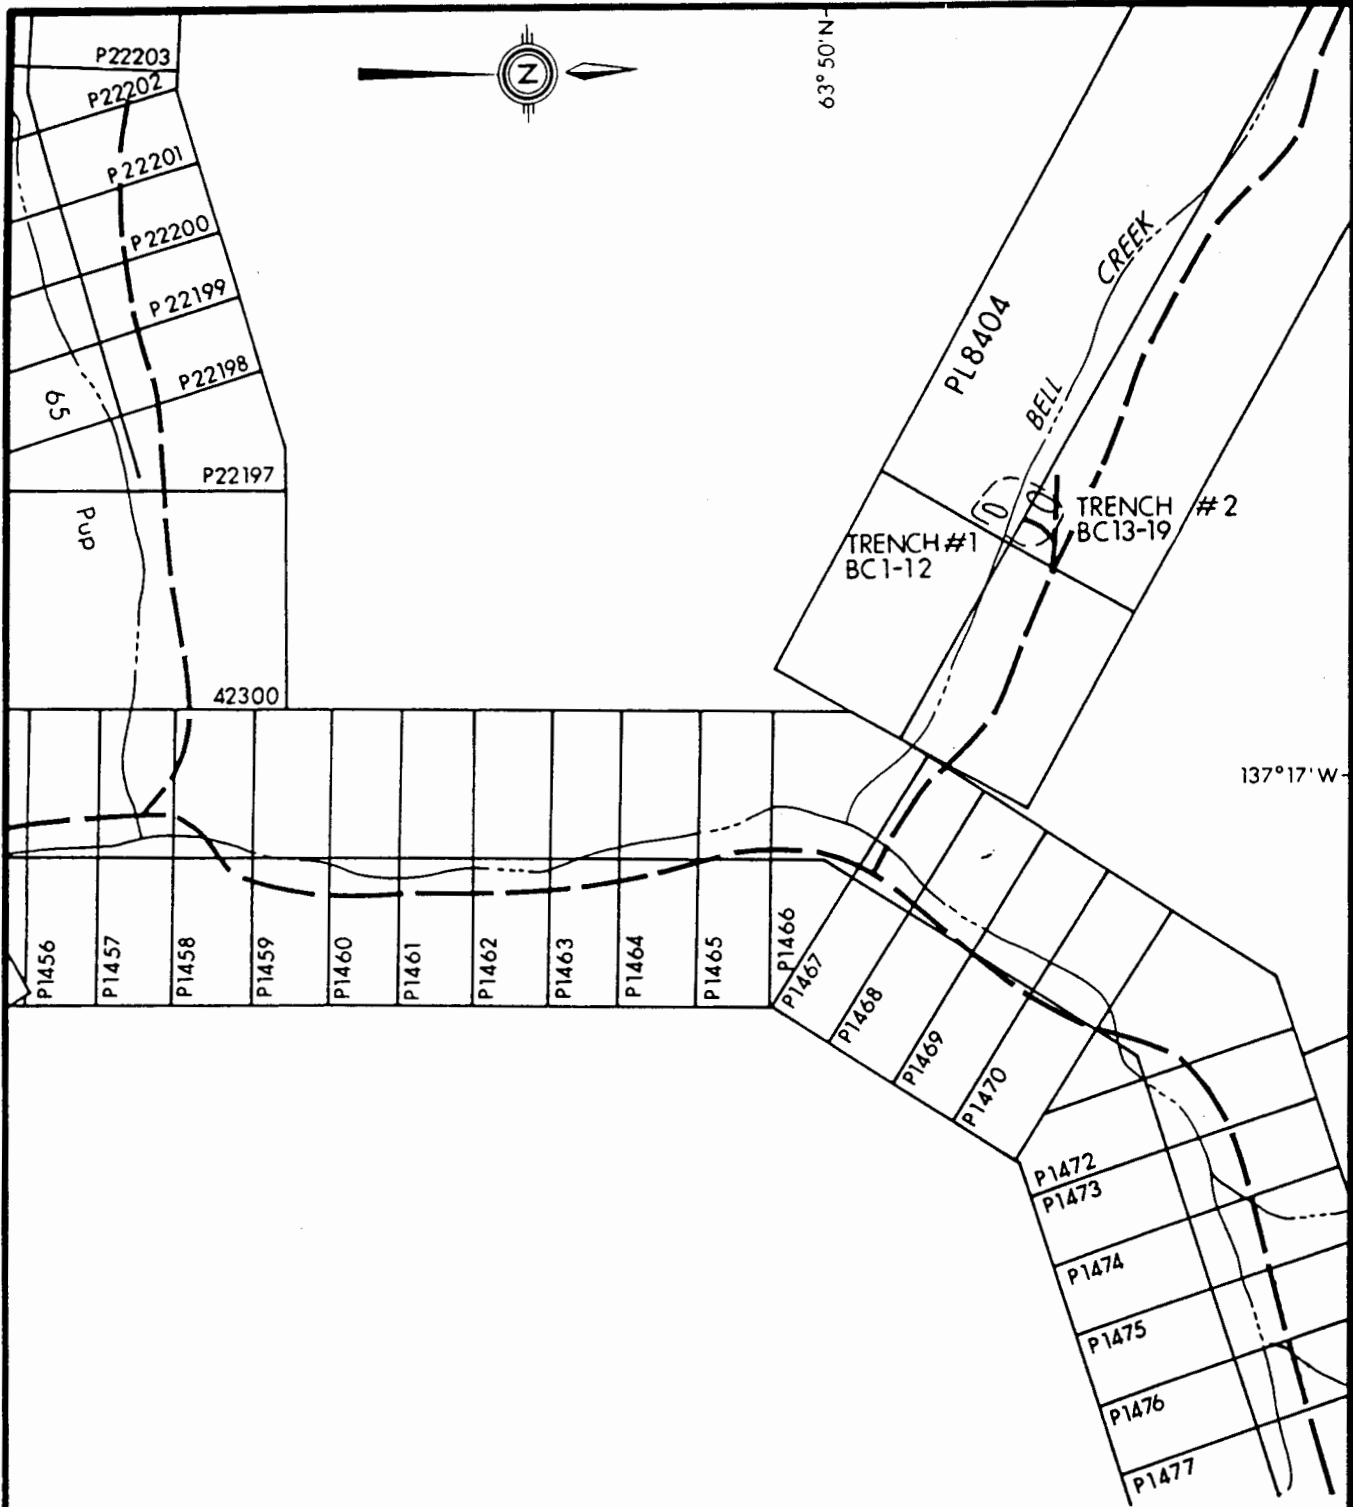 P22203
P22202
P22201
P22200
P22199
P22198
65
P22197
Pup
42300
N
63° 50'N
PL8404
BELL CREEK
TRENCH #1
BC1-12
TRENCH #2
BC13-19
137°17'W
P1456
P1457
P1458
P1459
P1460
P1461
P1462
P1463
P1464
P1465
P1466
P1467
P1468
P1469
P1470
P1472
P1473
P1474
P1475
P1476
P1477